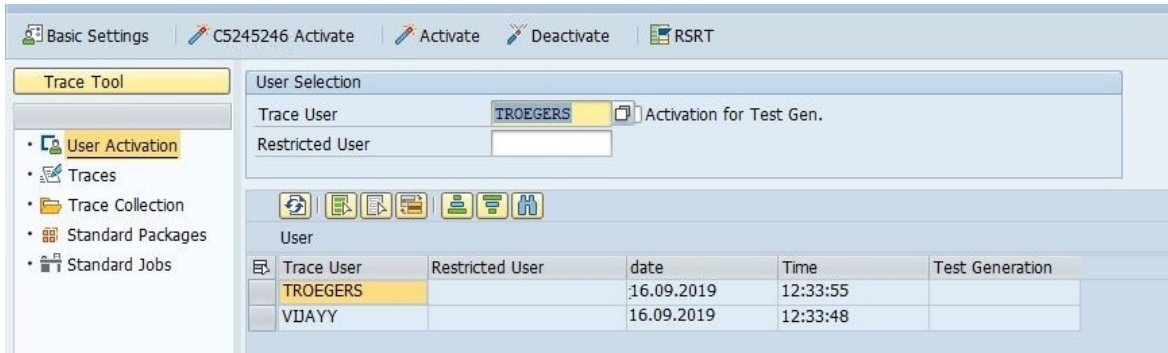 Basic Settings C5245246 Activate Activate Deactivate RSRT
Trace Tool
User Activation
Traces
Trace Collection
Standard Packages
Standard Jobs
User Selection
Trace User TROEGERS Activation for Test Gen.
Restricted User
User
Trace User Restricted User date Time Test Generation
TROEGERS 16.09.2019 12:33:55
VIJAYY 16.09.2019 12:33:48